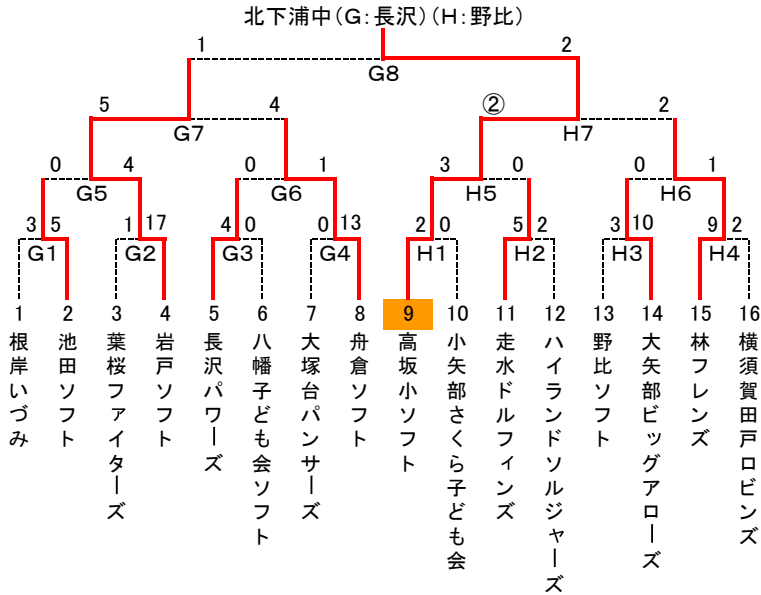 北下浦中(G:長沢)(H:野比)
1 2
G8
5 4 ② 2
G7 H7
0 4 0 1 3 0 0 1
G5 G6 H5 H6
3 5 1 17 4 0 0 13 2 0 5 2 3 10 9 2
G1 G2 G3 G4 H1 H2 H3 H4
1 2 3 4 5 6 7 8 9 10 11 12 13 14 15 16
根岸いづみ
池田ソフト
葉桜ファイターズ
岩戸ソフト
長沢パワーズ
八幡子ども会ソフト
大塚台パンサーズ
舟倉ソフト
高坂小ソフト
小矢部さくら子ども会
走水ドルフィンズ
ハイランドソルジャーズ
野比ソフト
大矢部ビッグアローズ
林フレンズ
横須賀田戸ロビンズ